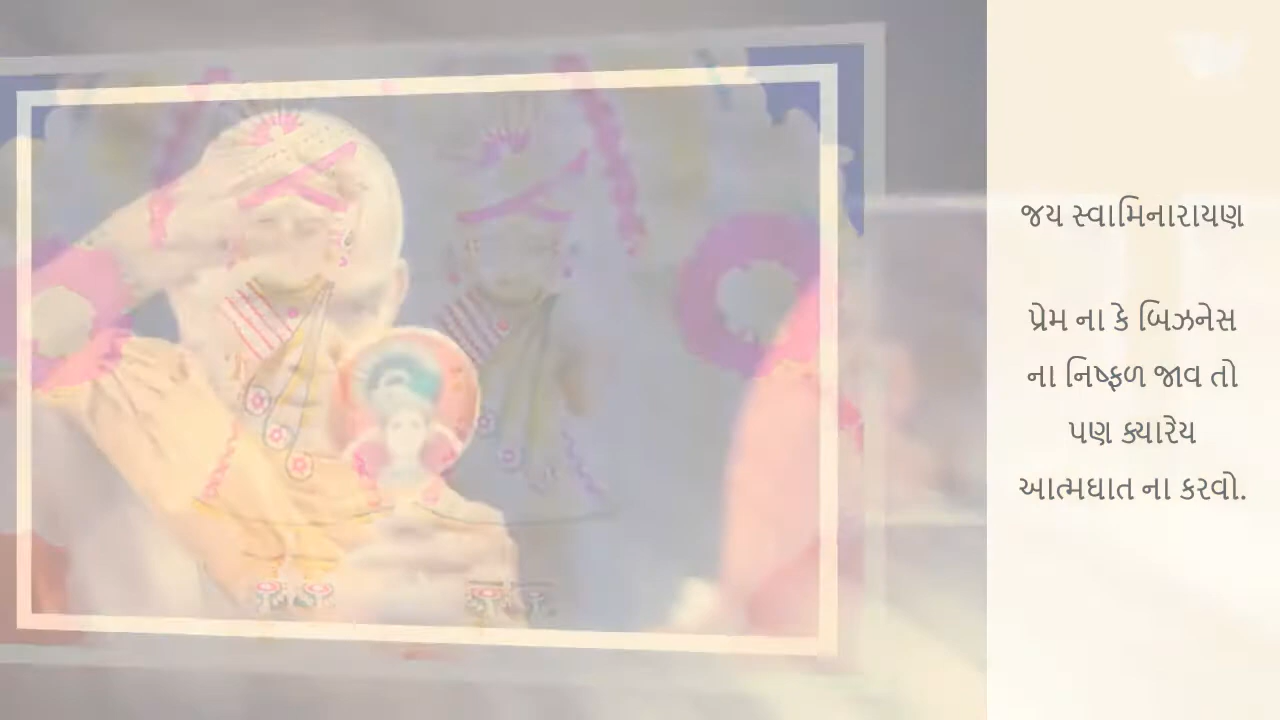 જય સ્વામિનારાયણ
પ્રેમ ના કે બિઝનેસ
ના નિષ્ફળ જાવ તો
પણ ક્યારેય
આત્મઘાત ના કરવો.